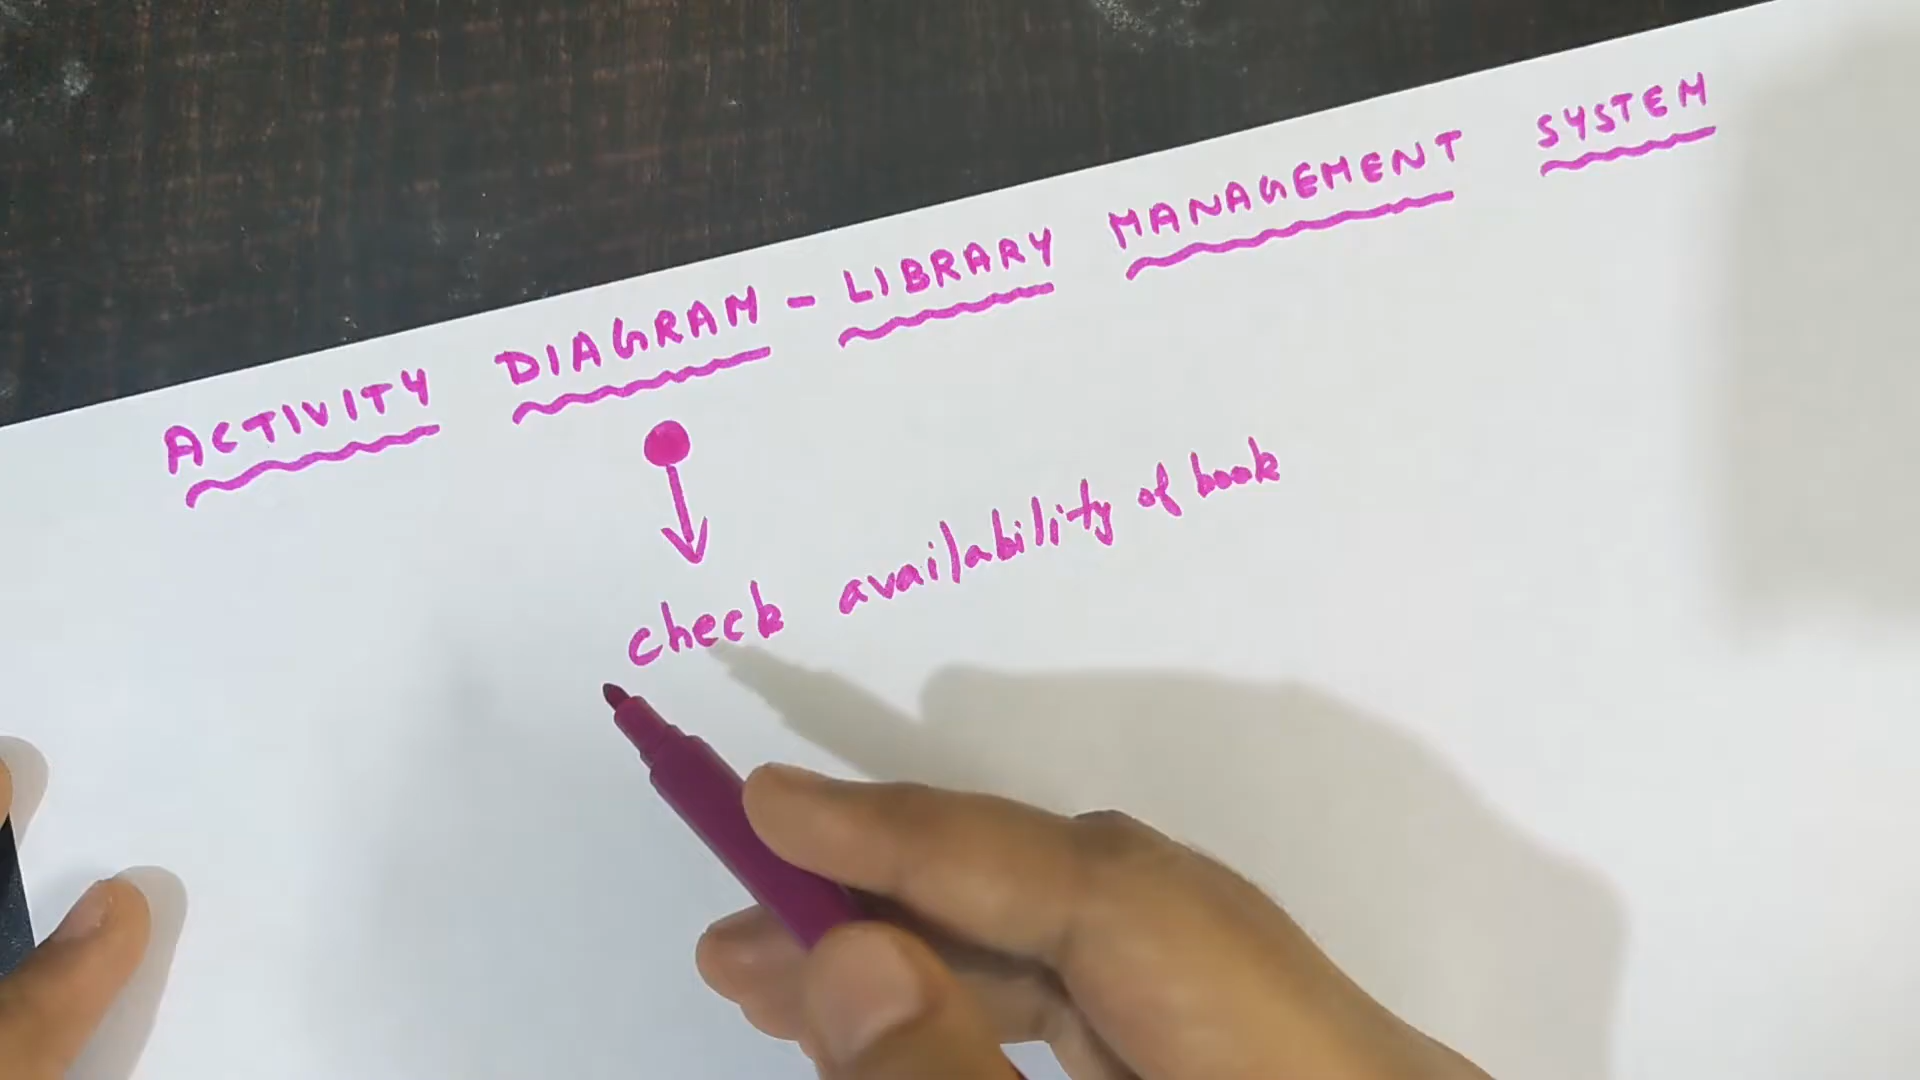 ACTIVITY DIAGRAM - LIBRARY MANAGEMENT SYSTEM
check availability of book